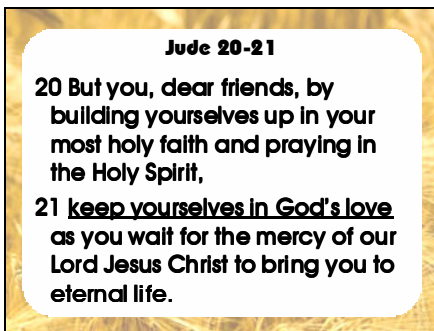 Jude 20-21
20 But you, dear friends, by
building yourselves up in your
most holy faith and praying in
the Holy Spirit,
21 keep yourselves in God's love
as you wait for the mercy of our
Lord Jesus Christ to bring you to
eternal life.